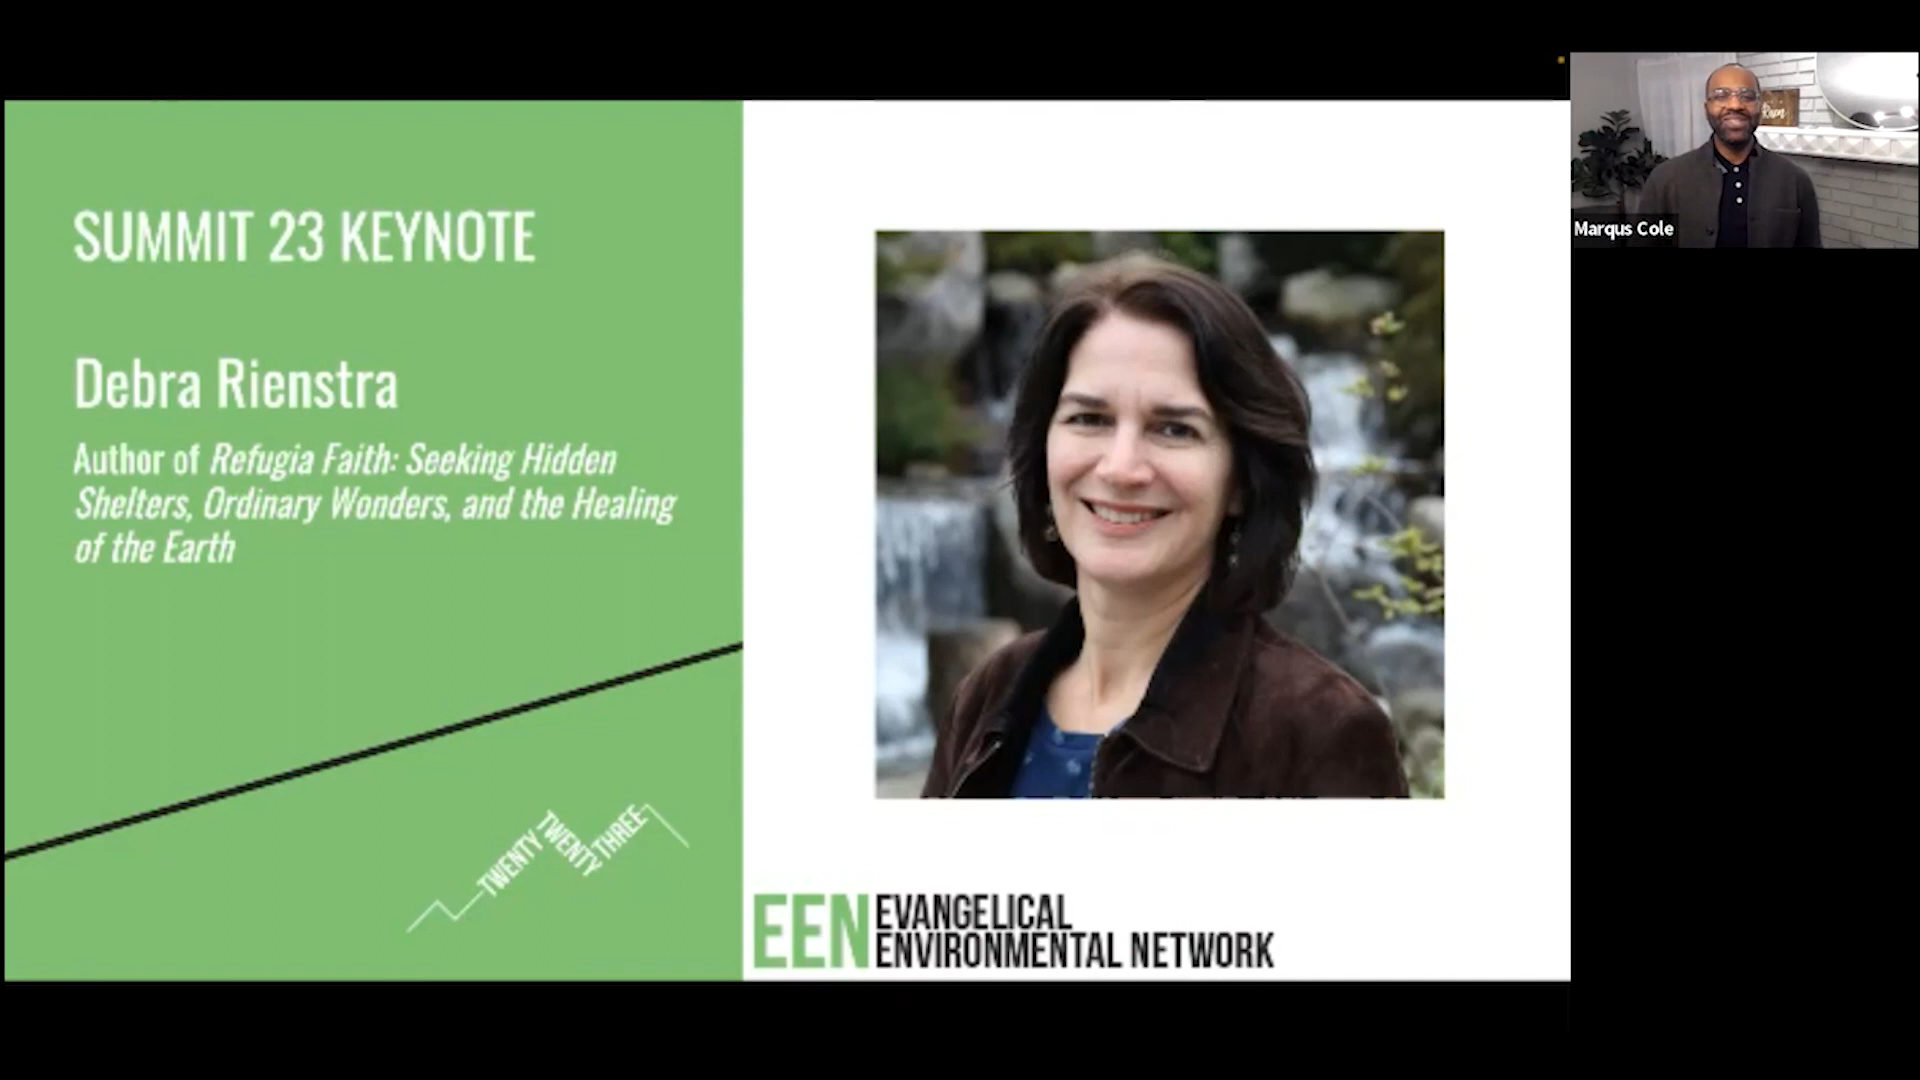 SUMMIT 23 KEYNOTE
Debra Rienstra
Author of Refugia Faith: Seeking Hidden
Shelters, Ordinary Wonders, and the Healing
of the Earth
TWENTY
TWENTY
THREE
EEN
EVANGELICAL
ENVIRONMENTAL NETWORK
Marqus Cole